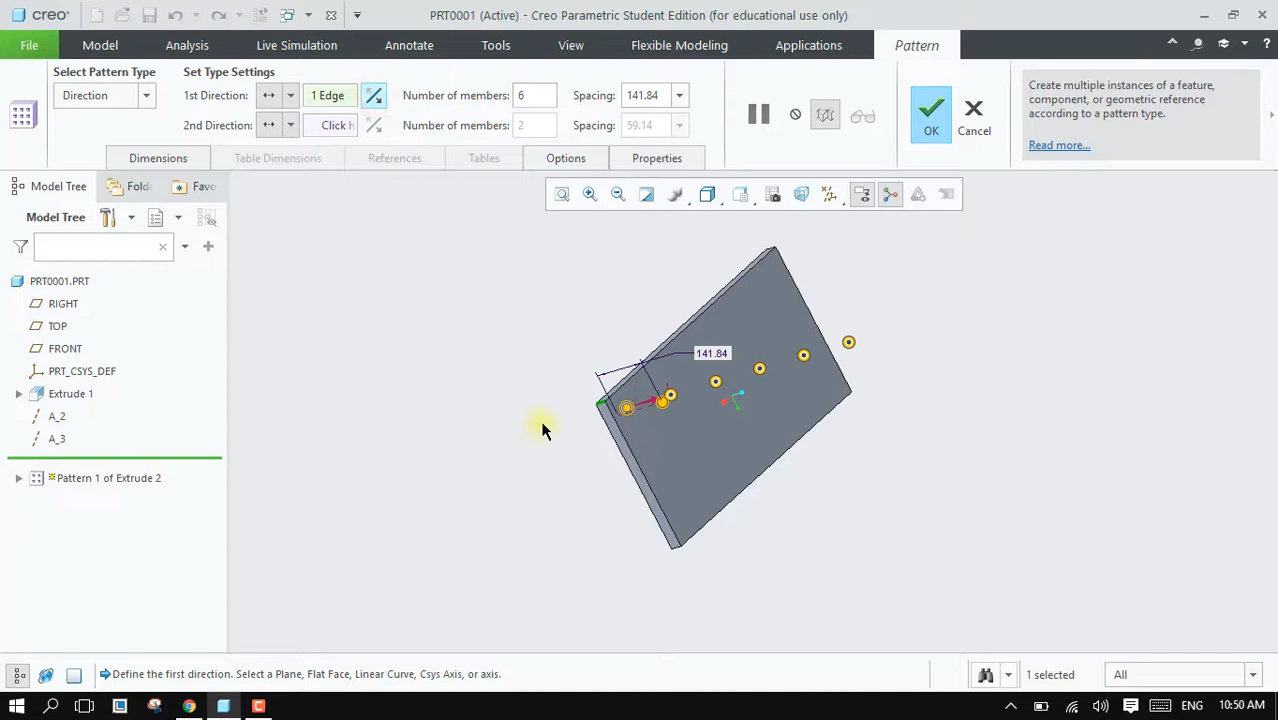 creo
PRT0001 (Active) - Creo Parametric Student Edition (for educational use only)
File Model Analysis Live Simulation Annotate Tools View Flexible Modeling Applications Pattern
Select Pattern Type Set Type Settings
Direction 1st Direction: 1 Edge Number of members: 6 Spacing: 141.84
2nd Direction: Click h Number of members: 2 Spacing: 59.14
OK Cancel
Create multiple instances of a feature,
component, or geometric reference
according to a pattern type.
Read more...
Dimensions Table Dimensions References Tables Options Properties
Model Tree Fold Favo
Model Tree
PRT0001.PRT
RIGHT
TOP
FRONT
PRT_CSYS_DEF
Extrude 1
A_2
A_3
Pattern 1 of Extrude 2
141.84
1
Define the first direction. Select a Plane, Flat Face, Linear Curve, Csys Axis, or axis.
1 selected All
ENG 10:50 AM